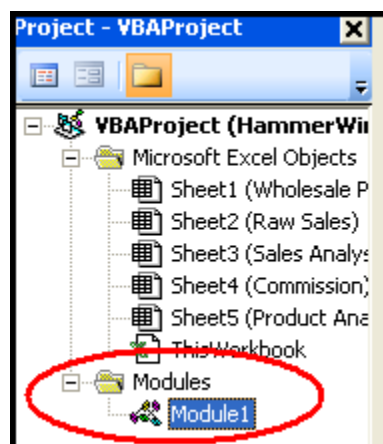 Project - VBAProject
VBAProject (HammerWi
Microsoft Excel Objects
Sheet1 (Wholesale P
Sheet2 (Raw Sales)
Sheet3 (Sales Analys
Sheet4 (Commission)
Sheet5 (Product Ana
ThisWorkbook
Modules
Module1